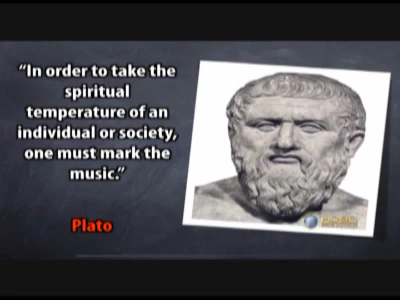 “In order to take the
spiritual
temperature of an
individual or society,
one must mark the
music.”
Plato